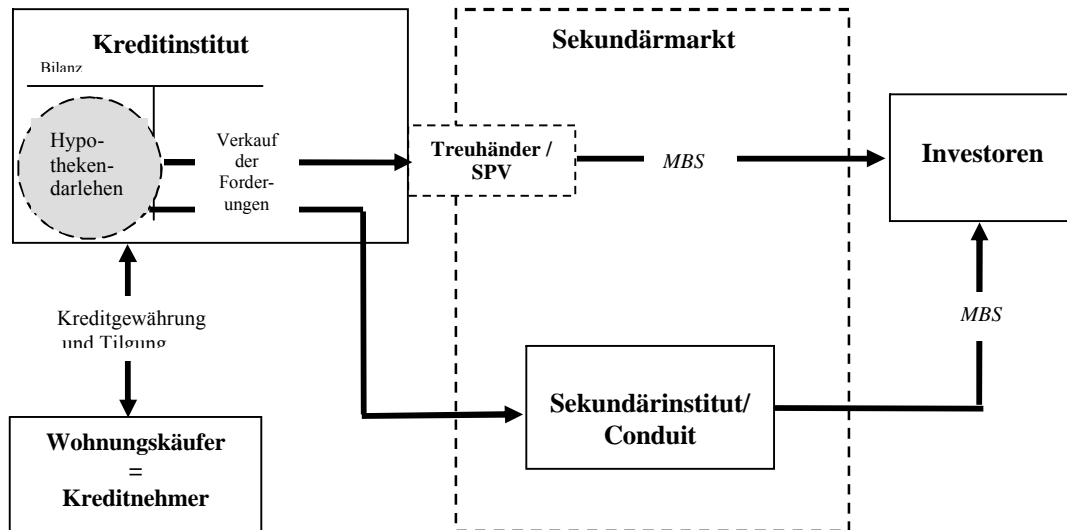 Kreditinstitut
Bilanz
Hypo-
theken-
darlehen
Verkauf
der
Forder-
ungen
Kreditgewährung
und Tilgung
Wohnungskäufer
=
Kreditnehmer
Sekundärmarkt
Treuhänder /
SPV
MBS
Sekundärinstitut/
Conduit
Investoren
MBS